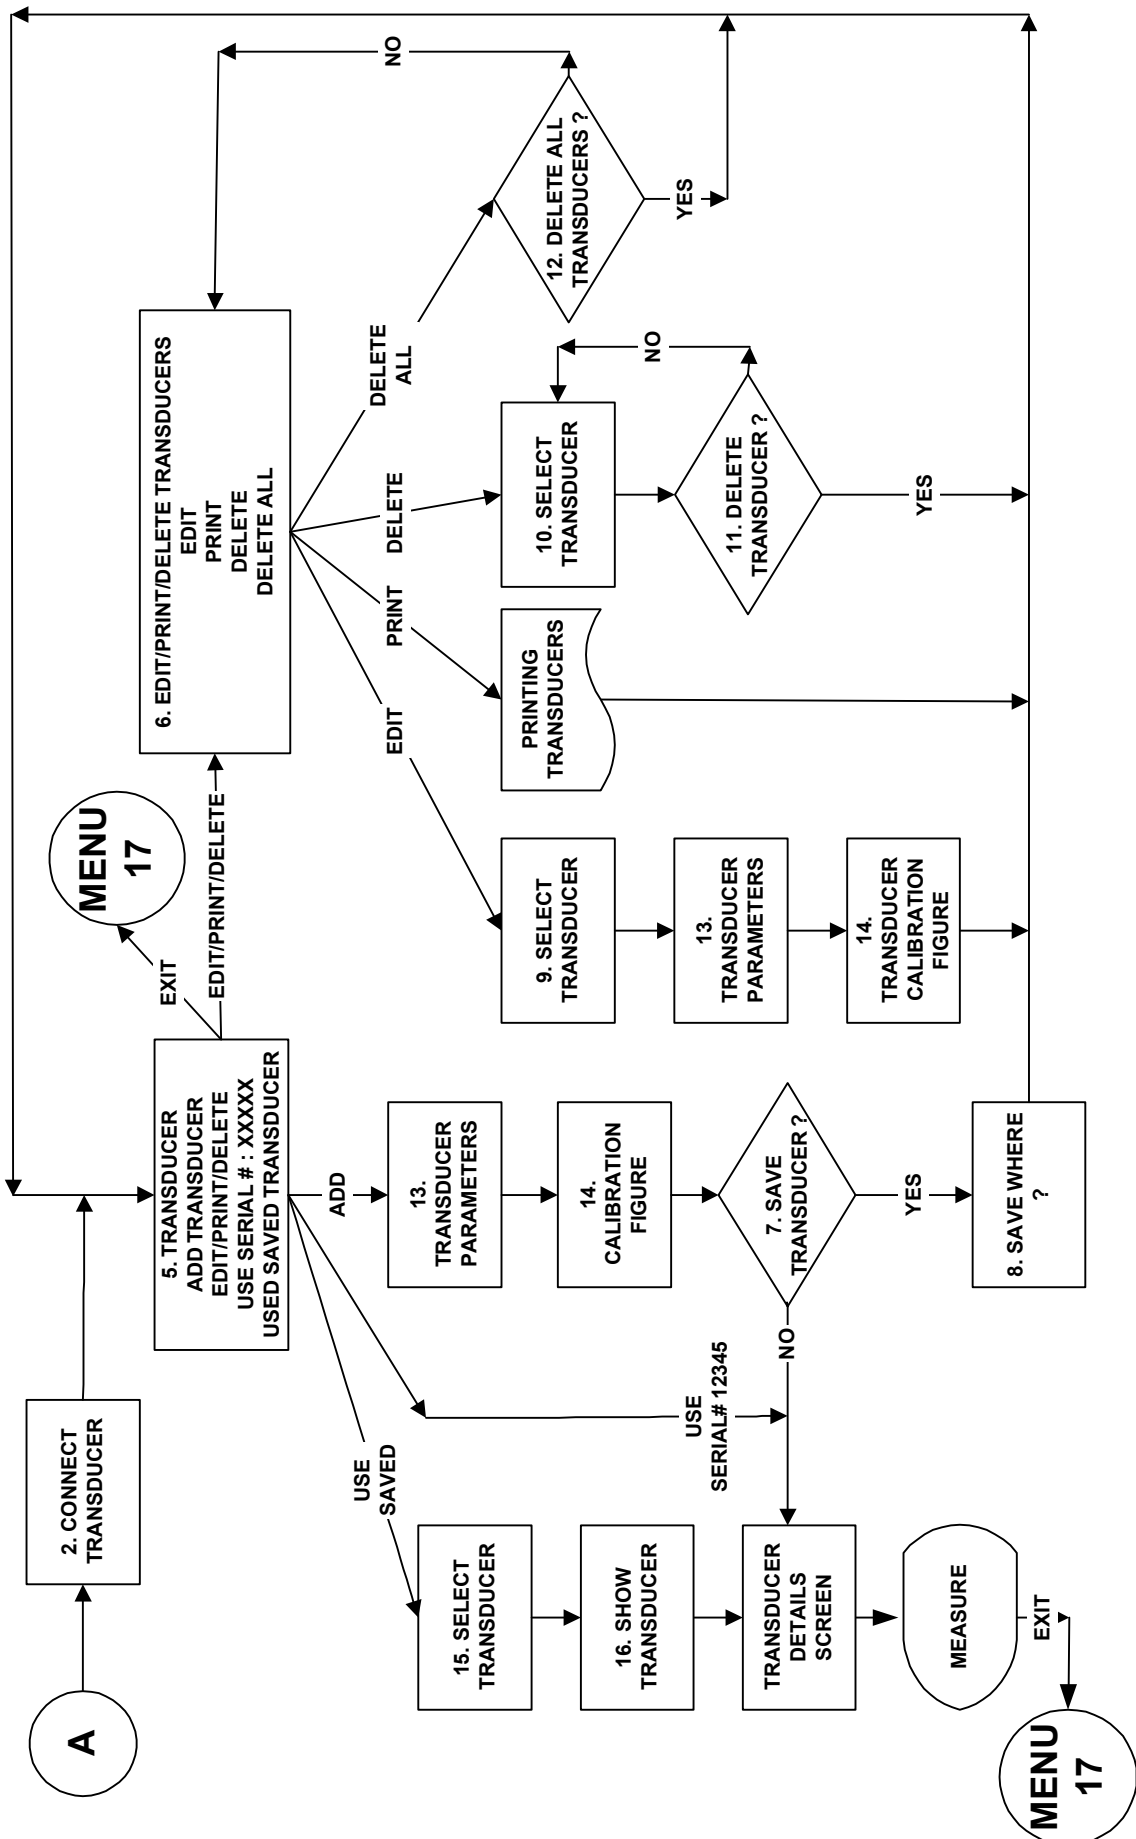 A
2. CONNECT
TRANSDUCER
5. TRANSDUCER
ADD TRANSDUCER
EDIT/PRINT/DELETE
USE SERIAL # : XXXXX
USED SAVED TRANSDUCER
EXIT
MENU
17
EDIT/PRINT/DELETE
6. EDIT/PRINT/DELETE TRANSDUCERS
EDIT
PRINT
DELETE
DELETE ALL
NO
USE
SAVED
USE
SERIAL# 12345
ADD
EDIT
PRINT
DELETE
DELETE
ALL
15. SELECT
TRANSDUCER
16. SHOW
TRANSDUCER
TRANSDUCER
DETAILS
SCREEN
MEASURE
EXIT
MENU
17
13.
TRANSDUCER
PARAMETERS
14.
CALIBRATION
FIGURE
7. SAVE
TRANSDUCER ?
NO
YES
8. SAVE WHERE
?
9. SELECT
TRANSDUCER
13.
TRANSDUCER
PARAMETERS
14.
TRANSDUCER
CALIBRATION
FIGURE
PRINTING
TRANSDUCERS
10. SELECT
TRANSDUCER
NO
11. DELETE
TRANSDUCER ?
YES
12. DELETE ALL
TRANSDUCERS ?
YES